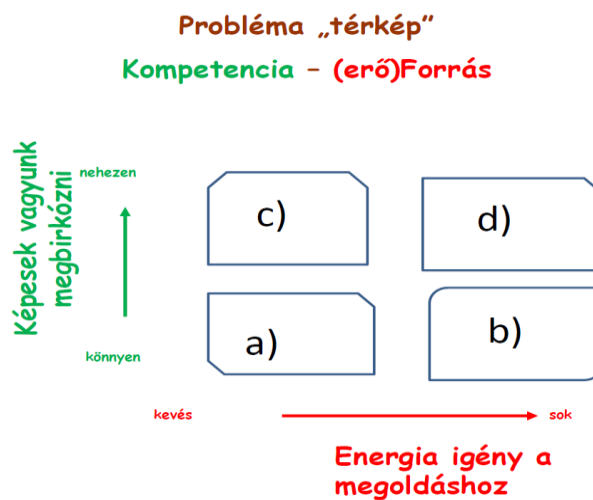 Probléma „térkép”
Kompetencia – (erő)Forrás
Képesek vagyunk
megbirkózni
nehezen
könnyen
c)
d)
a)
b)
kevés
sok
Energia igény a
megoldáshoz